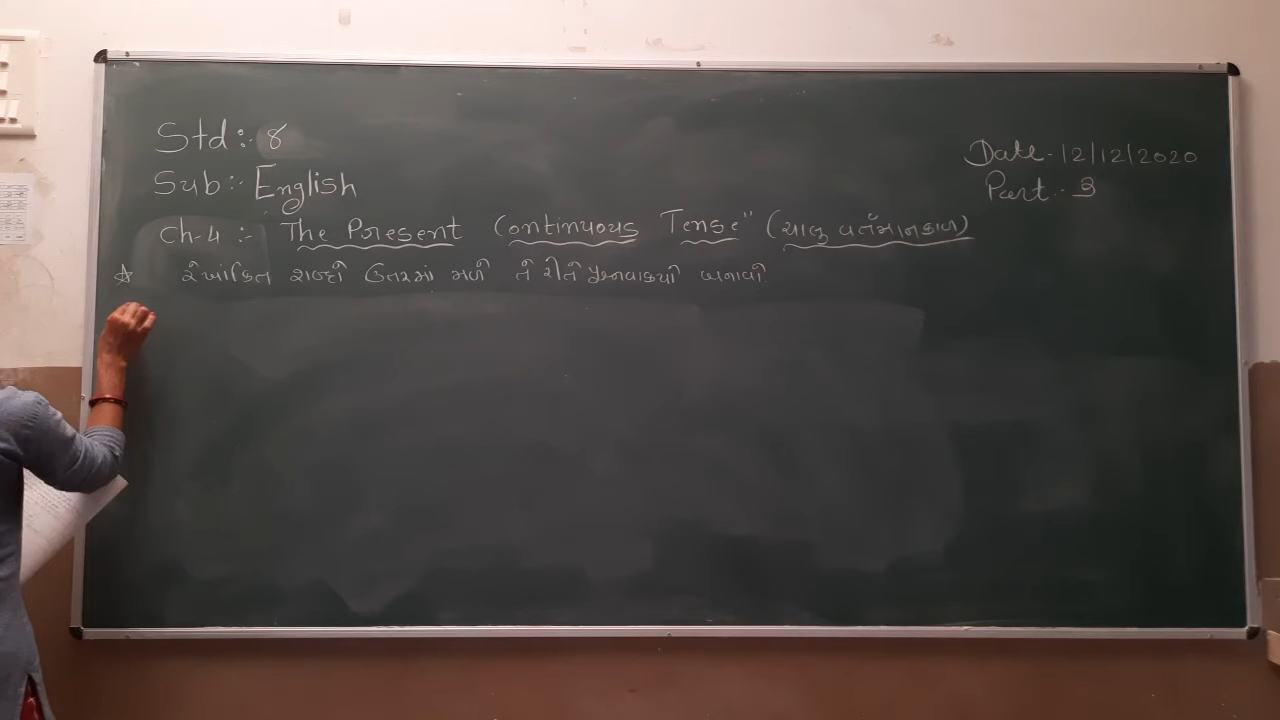 Std :- 8
Date - 12/12/2020
Sub :- English
Part :- 3
Ch-4 :- The Present Continuous Tense" (ચાલુ વર્તમાનકાળ)
☆ રેખાંકિત શબ્દો ઉત્તરમાં મળે તે રીતે પ્રશ્નવાક્યો બનાવો